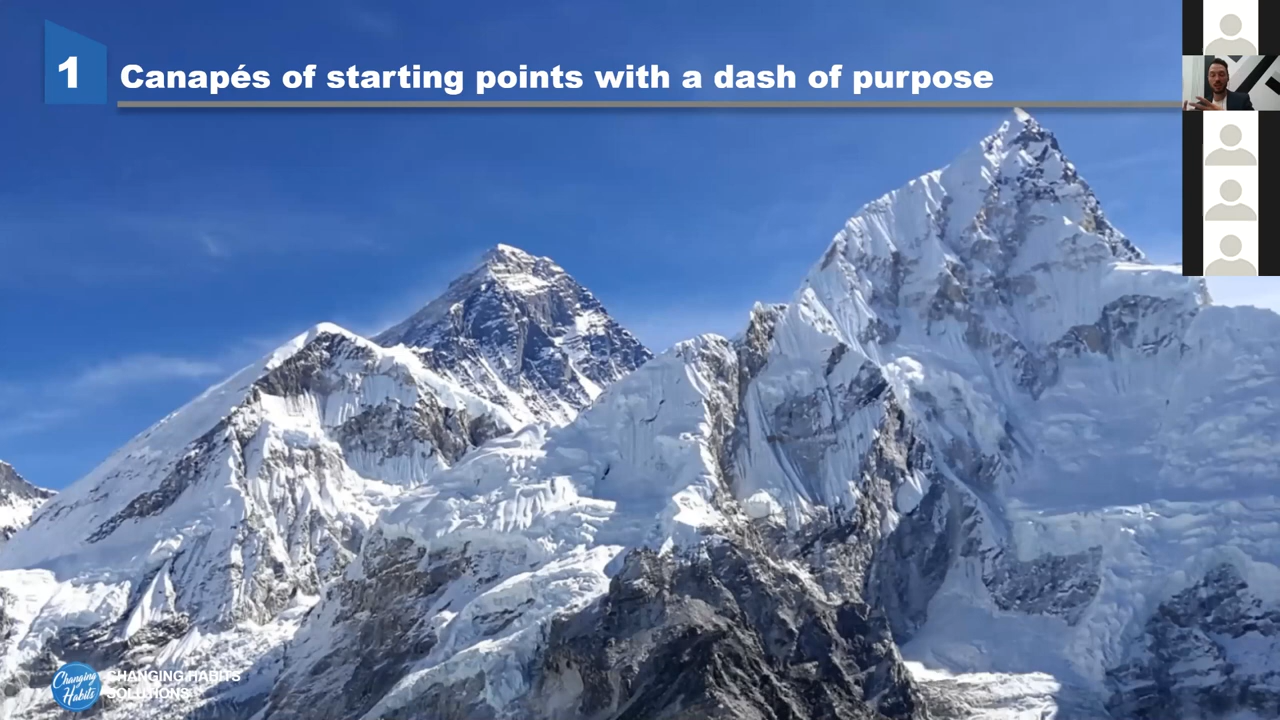 1
Canapés of starting points with a dash of purpose
Changing
Habits
CHANGING HABITS
SOLUTIONS